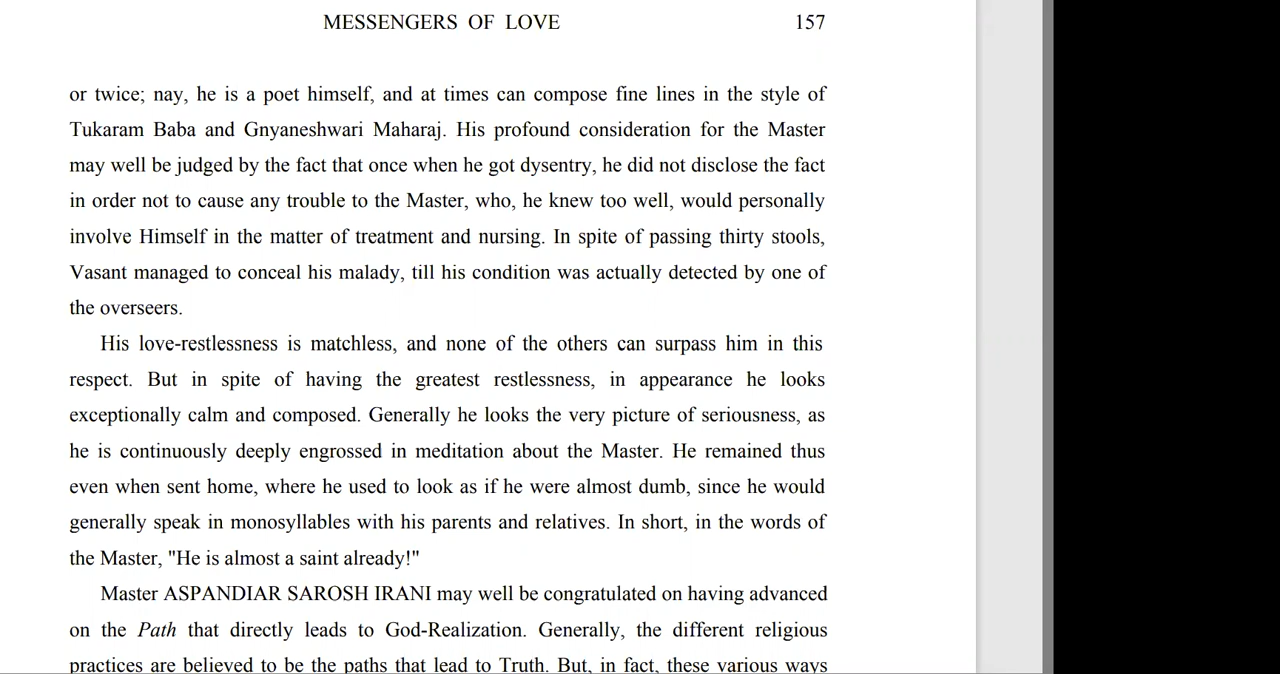 MESSENGERS OF LOVE 157
or twice; nay, he is a poet himself, and at times can compose fine lines in the style of
Tukaram Baba and Gnyaneshwari Maharaj. His profound consideration for the Master
may well be judged by the fact that once when he got dysentry, he did not disclose the fact
in order not to cause any trouble to the Master, who, he knew too well, would personally
involve Himself in the matter of treatment and nursing. In spite of passing thirty stools,
Vasant managed to conceal his malady, till his condition was actually detected by one of
the overseers.
His love-restlessness is matchless, and none of the others can surpass him in this
respect. But in spite of having the greatest restlessness, in appearance he looks
exceptionally calm and composed. Generally he looks the very picture of seriousness, as
he is continuously deeply engrossed in meditation about the Master. He remained thus
even when sent home, where he used to look as if he were almost dumb, since he would
generally speak in monosyllables with his parents and relatives. In short, in the words of
the Master, "He is almost a saint already!"
Master ASPANDIAR SAROSH IRANI may well be congratulated on having advanced
on the Path that directly leads to God-Realization. Generally, the different religious
practices are believed to be the paths that lead to Truth. But, in fact, these various ways